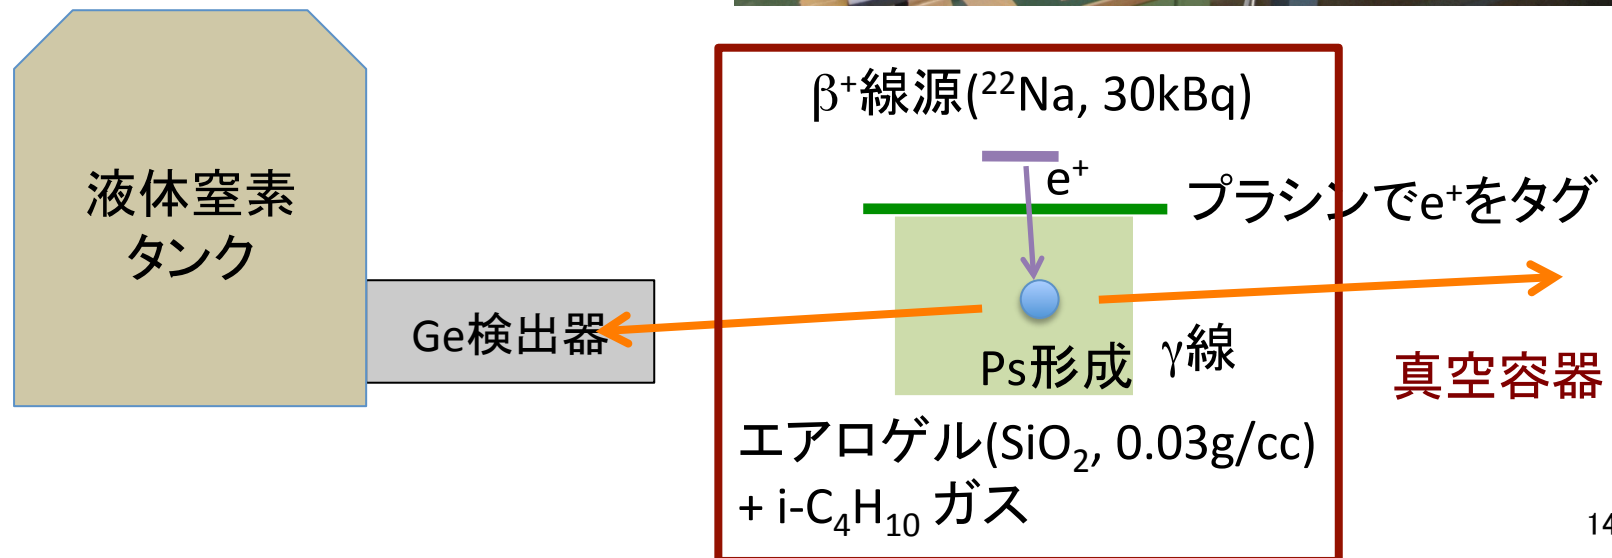 β⁺線源(²²Na, 30kBq)
e⁺
プラシンでe⁺をタグ
液体窒素
タンク
Ge検出器
Ps形成
γ線
真空容器
エアロゲル(SiO₂, 0.03g/cc)
+ i-C₄H₁₀ ガス
14